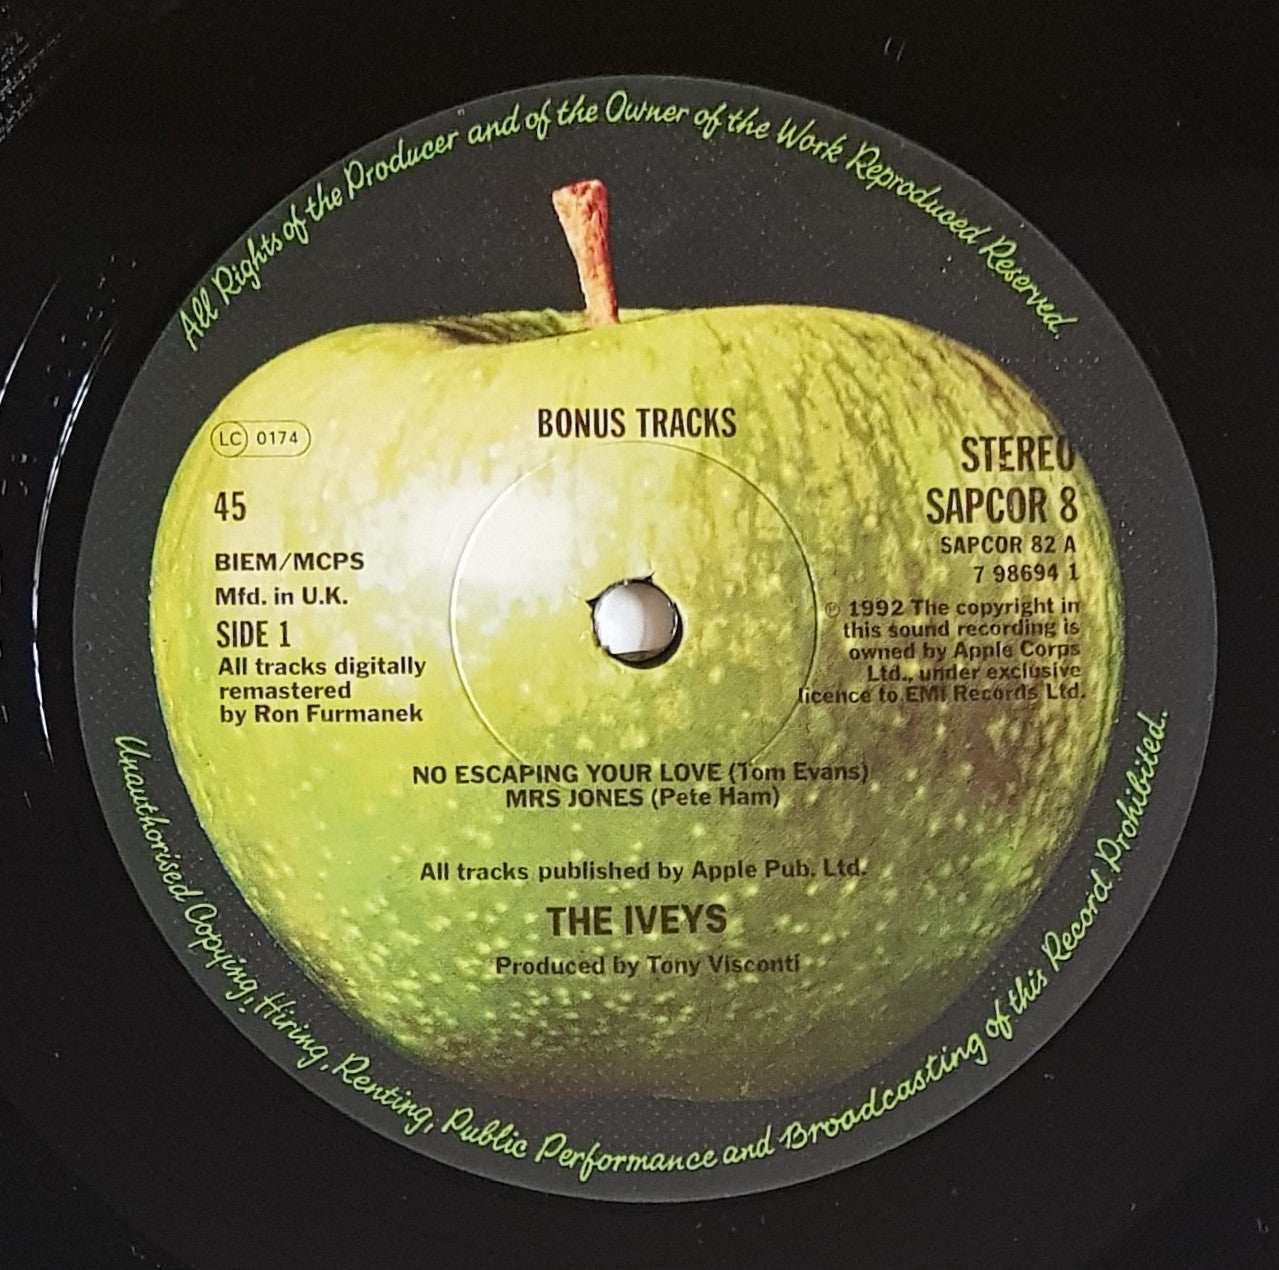 All Rights of the Producer and of the Owner of the Work Reproduced Reserved.
BONUS TRACKS
LC 0174
STEREO
45
SAPCOR 8
SAPCOR 82 A
BIEM/MCPS
7 98694 1
Mfd. in U.K.
SIDE 1
All tracks digitally
remastered
by Ron Furmanek
℗ 1992 The copyright in
this sound recording is
owned by Apple Corps
Ltd., under exclusive
licence to EMI Records Ltd.
NO ESCAPING YOUR LOVE (Tom Evans)
MRS JONES (Pete Ham)
All tracks published by Apple Pub. Ltd.
THE IVEYS
Produced by Tony Visconti
Unauthorised Copying, Hiring, Renting, Public Performance and Broadcasting of this Record Prohibited.